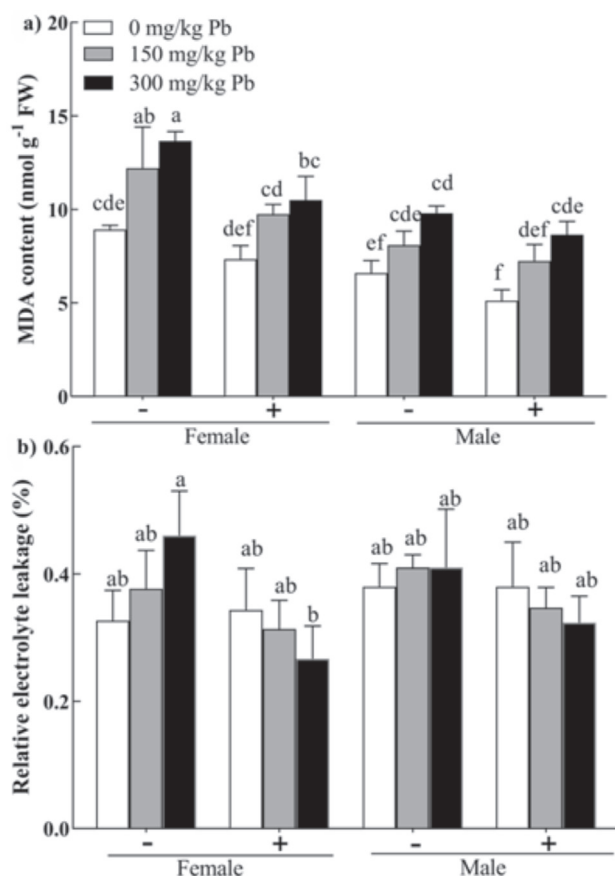 a)
0 mg/kg Pb
150 mg/kg Pb
300 mg/kg Pb
MDA content (nmol g⁻¹ FW)
20
15
10
5
0
cde ab a def cd bc ef cde cd f def cde
- + - +
Female Male
b)
Relative electrolyte leakage (%)
0.6
0.4
0.2
0.0
ab ab a ab ab b ab ab ab ab ab ab
- + - +
Female Male